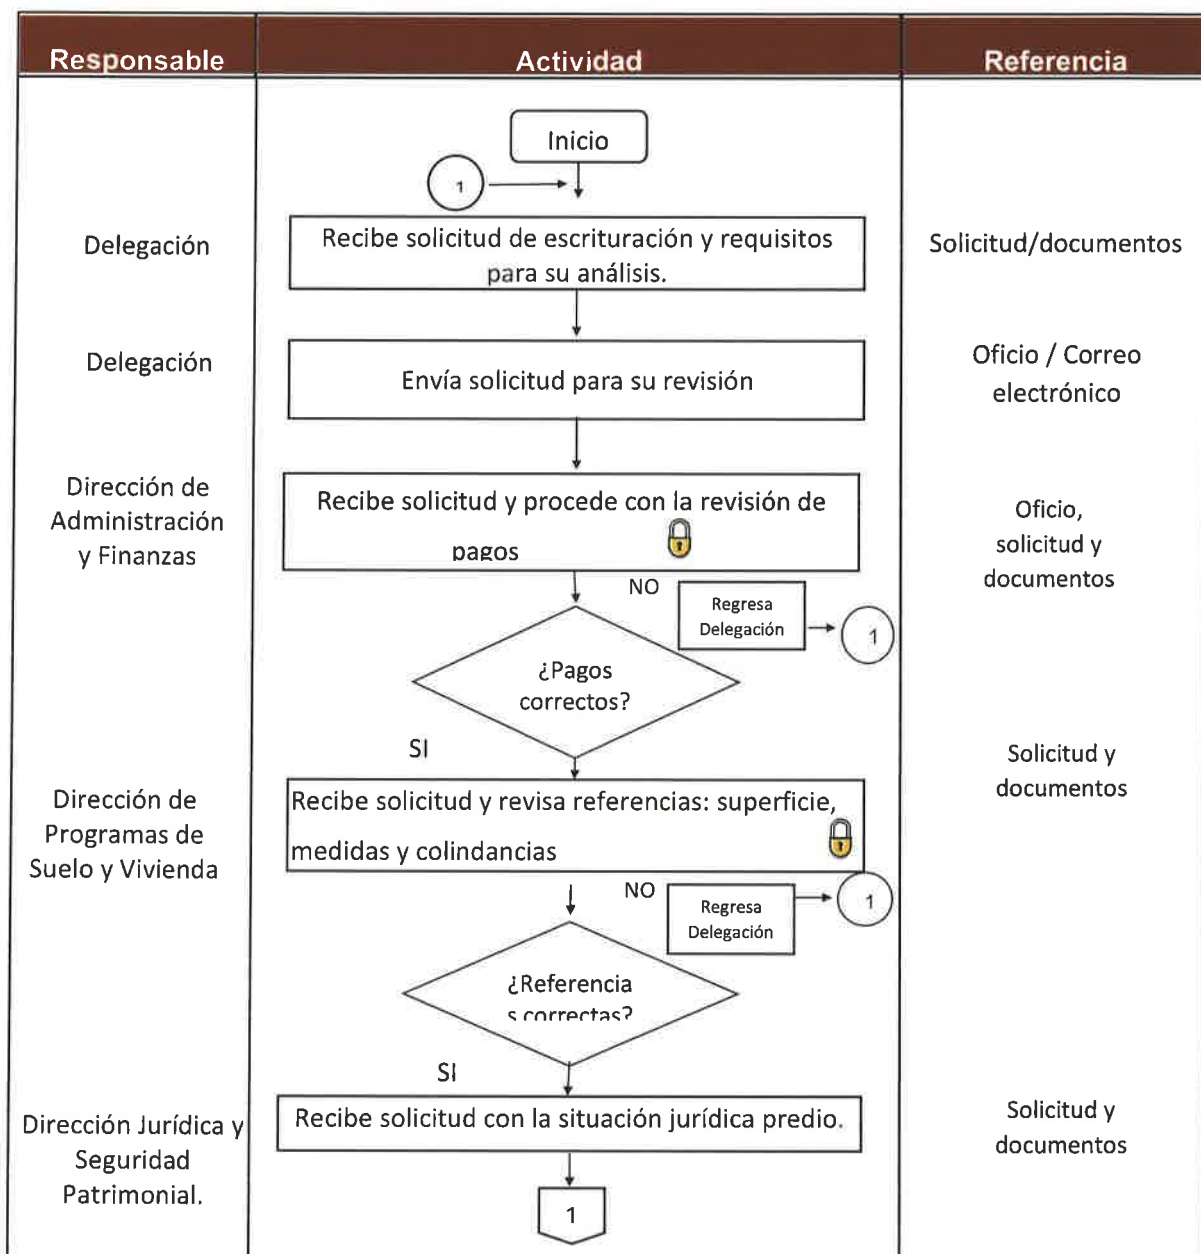 Responsable
Actividad
Referencia
Inicio
1
Delegación
Recibe solicitud de escrituración y requisitos
para su análisis.
Solicitud/documentos
Delegación
Envía solicitud para su revisión
Oficio / Correo
electrónico
Dirección de
Administración
y Finanzas
Recibe solicitud y procede con la revisión de
pagos
Oficio,
solicitud y
documentos
NO
Regresa
Delegación
1
¿Pagos
correctos?
SI
Solicitud y
documentos
Dirección de
Programas de
Suelo y Vivienda
Recibe solicitud y revisa referencias: superficie,
medidas y colindancias
NO
Regresa
Delegación
1
¿Referencia
s correctas?
SI
Dirección Jurídica y
Seguridad
Patrimonial.
Recibe solicitud con la situación jurídica predio.
Solicitud y
documentos
1